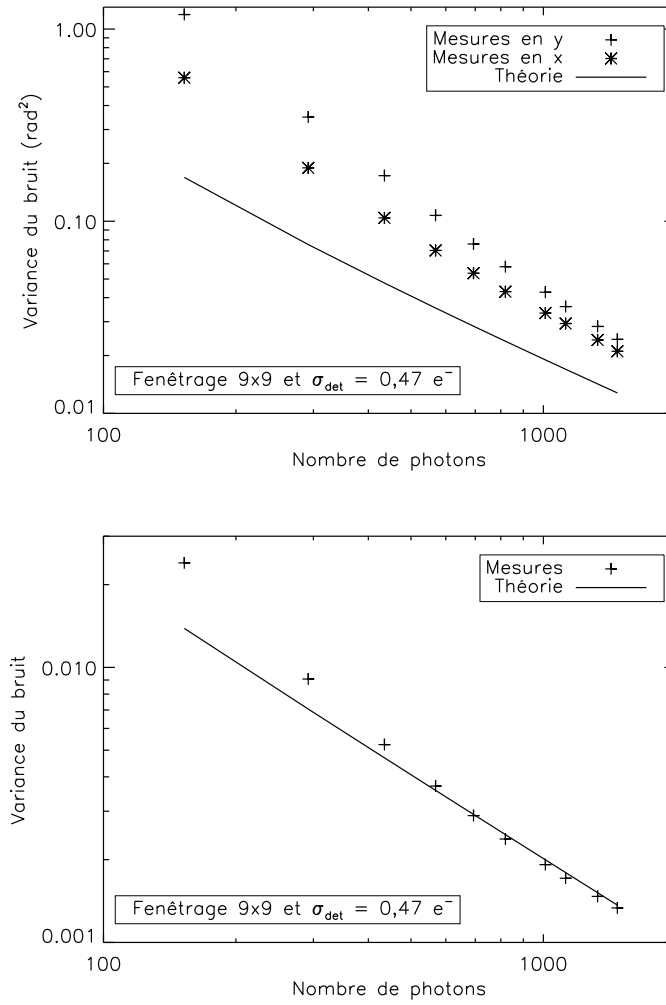 1.00
0.10
0.01
Variance du bruit (rad²)
Mesures en y
Mesures en x
Théorie
Fenêtrage 9x9 et σdet = 0,47 e⁻
100
1000
Nombre de photons
0.010
0.001
Variance du bruit
Mesures
Théorie
Fenêtrage 9x9 et σdet = 0,47 e⁻
100
1000
Nombre de photons